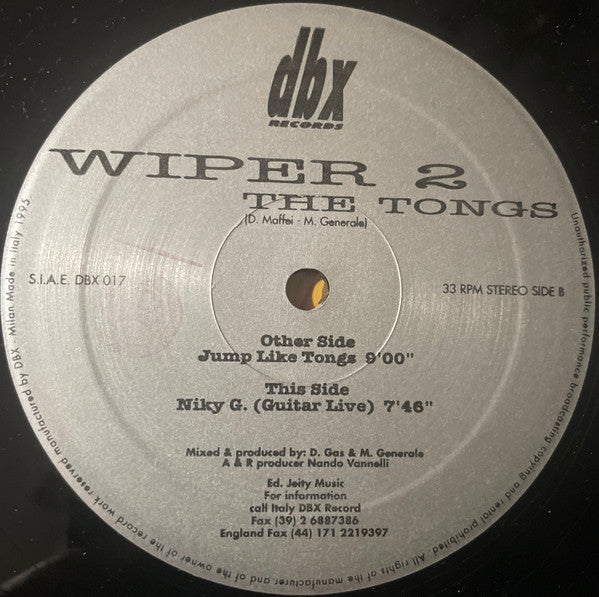 dbx
RECORDS
WIPER 2
THE TONGS
(D. Maffei - M. Generale)
S.I.A.E. DBX 017
33 RPM STEREO SIDE B
Other Side
Jump Like Tongs 9'00"
This Side
Niky G. (Guitar Live) 7'46"
Mixed & produced by: D. Gas & M. Generale
A & R producer Nando Vannelli
Ed. Jeity Music
For information
call Italy DBX Record
Fax (39) 2 6887386
England Fax (44) 171 2219397
Unauthorized public performance broadcasting copying and rental prohibited. All rights of the manufacturer and of the owner of the record work reserved manufactured by DBX - Milan Made in Italy 1995.